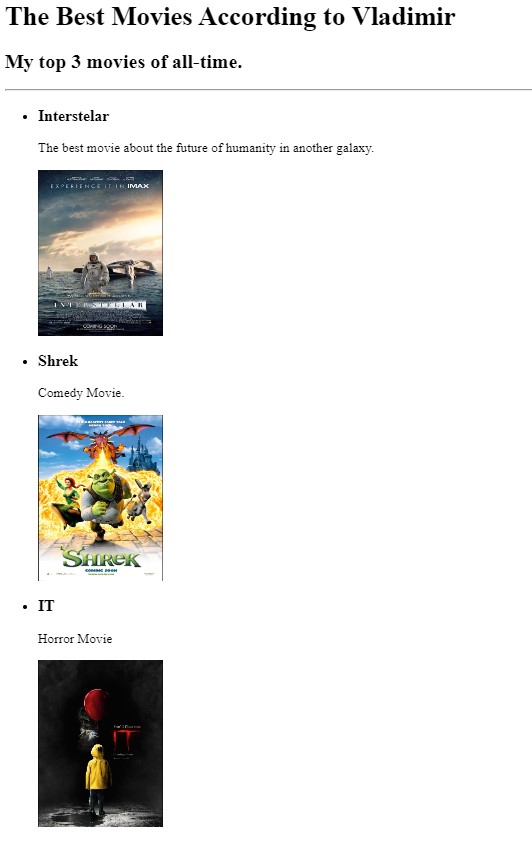 The Best Movies According to Vladimir
My top 3 movies of all-time.
Interstelar
The best movie about the future of humanity in another galaxy.
EXPERIENCE IT IN IMAX
INTERSTELLAR
COMING SOON
Shrek
Comedy Movie.
SHREK
COMING SOON
IT
Horror Movie
IT